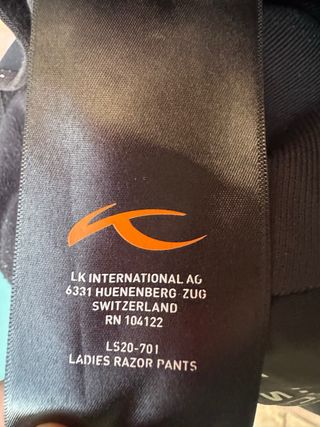 LK INTERNATIONAL AG
6331 HUENENBERG-ZUG
SWITZERLAND
RN 104122
LS20-701
LADIES RAZOR PANTS